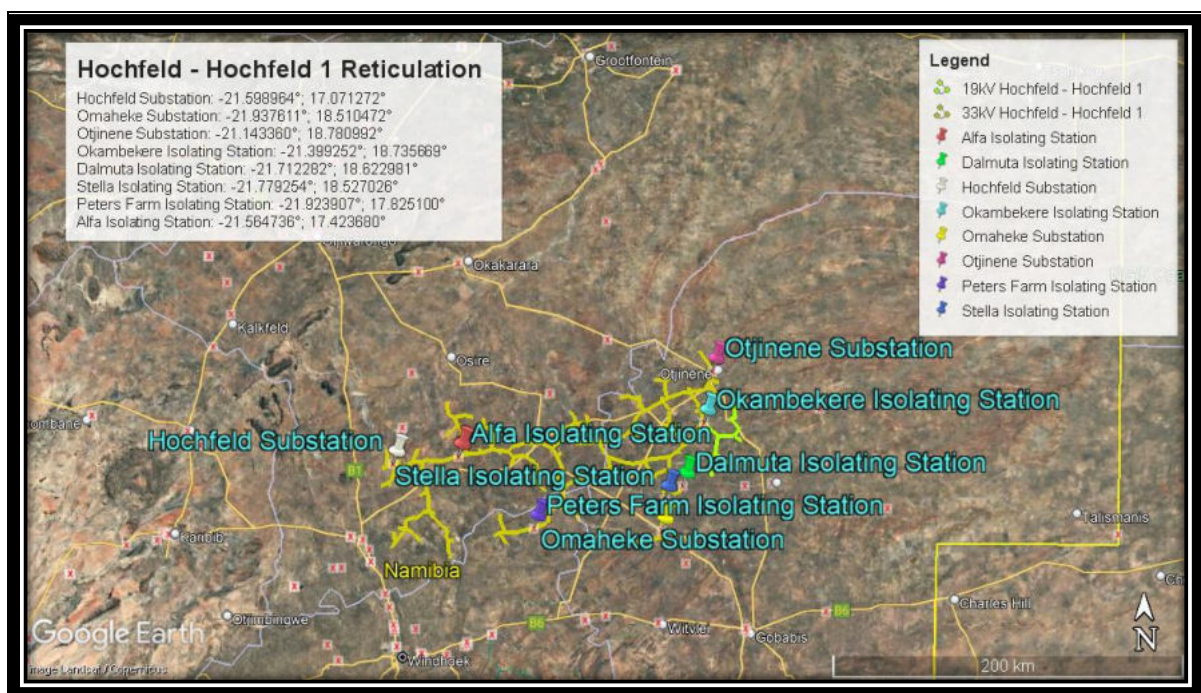 Hochfeld - Hochfeld 1 Reticulation
Hochfeld Substation: -21.598964°; 17.071272°
Omaheke Substation: -21.937611°; 18.510472°
Otjinene Substation: -21.143360°; 18.780992°
Okambekere Isolating Station: -21.399252°; 18.735669°
Dalmuta Isolating Station: -21.712282°; 18.622981°
Stella Isolating Station: -21.779254°; 18.527026°
Peters Farm Isolating Station: -21.923907°; 17.825100°
Alfa Isolating Station: -21.564736°; 17.423680°
Legend
19kV Hochfeld - Hochfeld 1
33kV Hochfeld - Hochfeld 1
Alfa Isolating Station
Dalmuta Isolating Station
Hochfeld Substation
Okambekere Isolating Station
Omaheke Substation
Otjinene Substation
Peters Farm Isolating Station
Stella Isolating Station
Grootfontein
Okakarara
Kalkfeld
Osire
Otjinene Substation
Otjinene
Okambekere Isolating Station
Hochfeld Substation
Alfa Isolating Station
B1
Stella Isolating Station
Dalmuta Isolating Station
Peters Farm Isolating Station
Talismanis
Karibib
Omaheke Substation
Namibia
Charles Hill
B6
Otjimbingwe
B6
Witvlei
Gobabis
Google Earth
Windhoek
N
200 km
Image Landsat / Copernicus